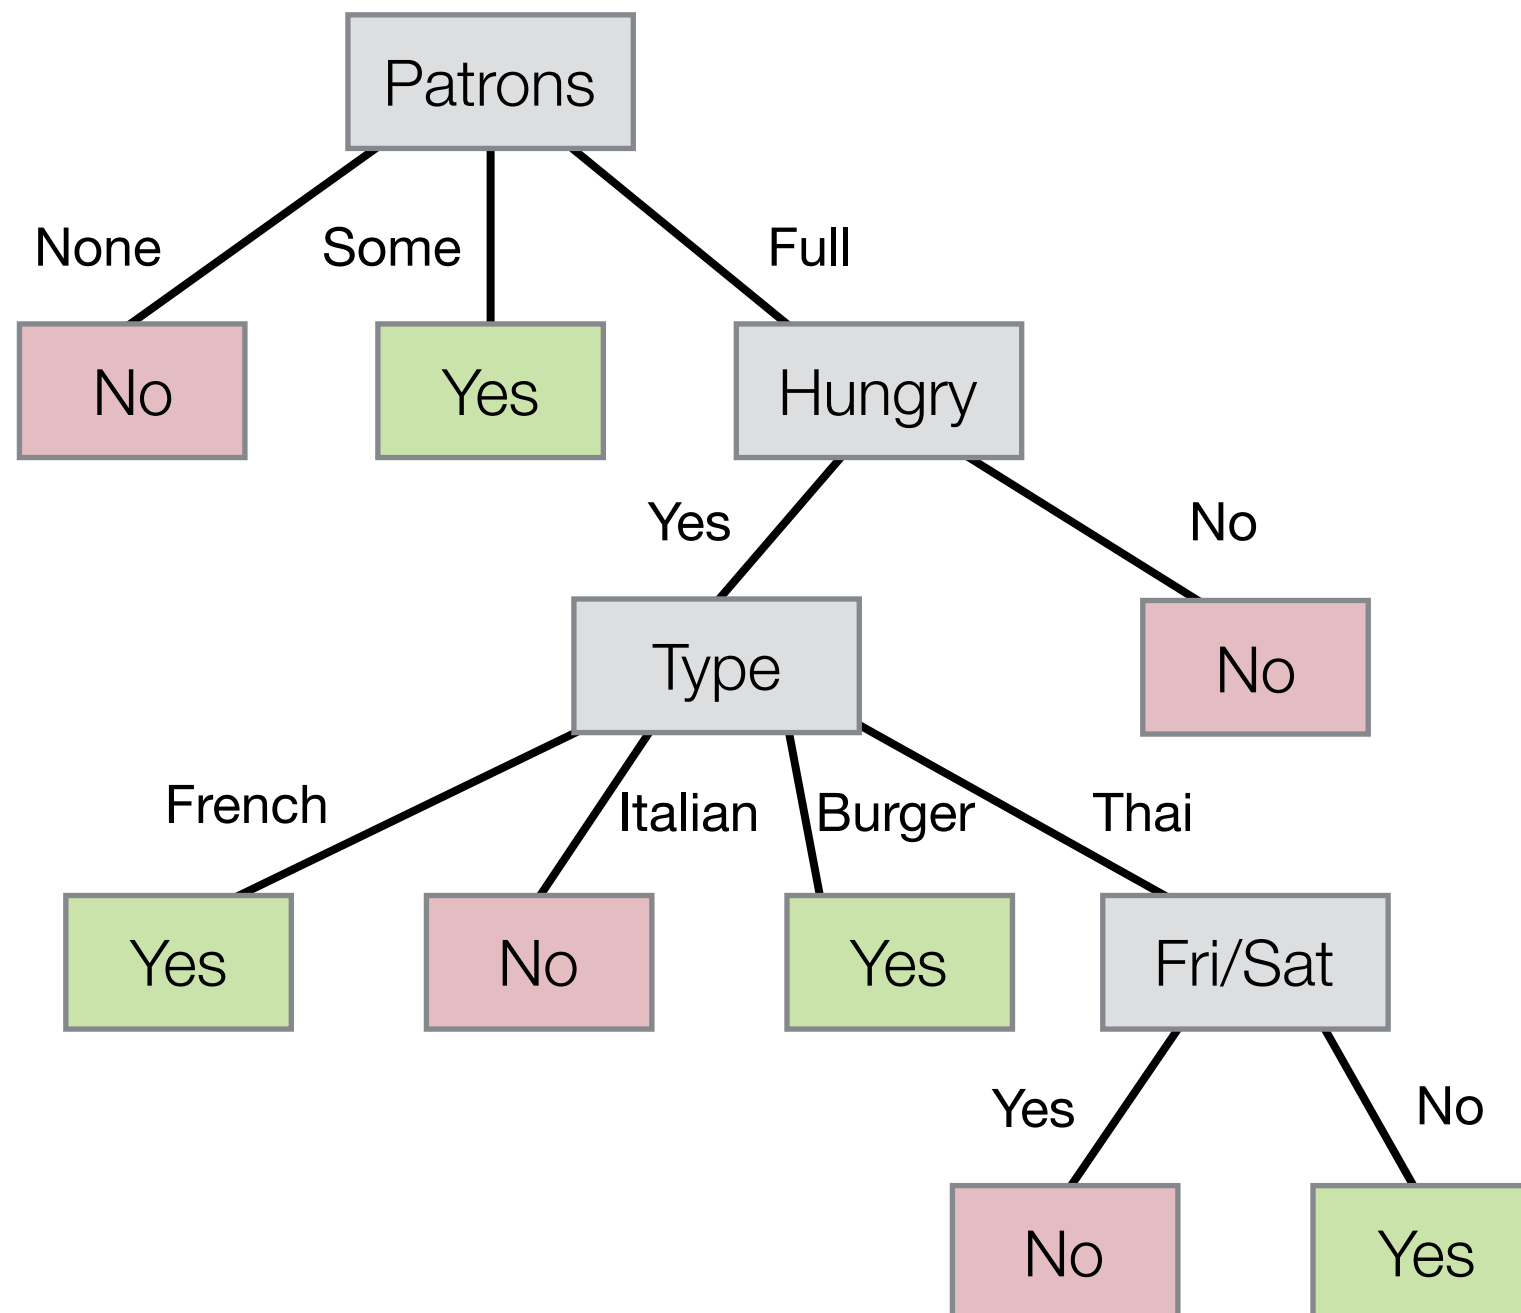 Patrons
None
Some
Full
No
Yes
Hungry
Yes
No
Type
No
French
Italian
Burger
Thai
Yes
No
Yes
Fri/Sat
Yes
No
No
Yes